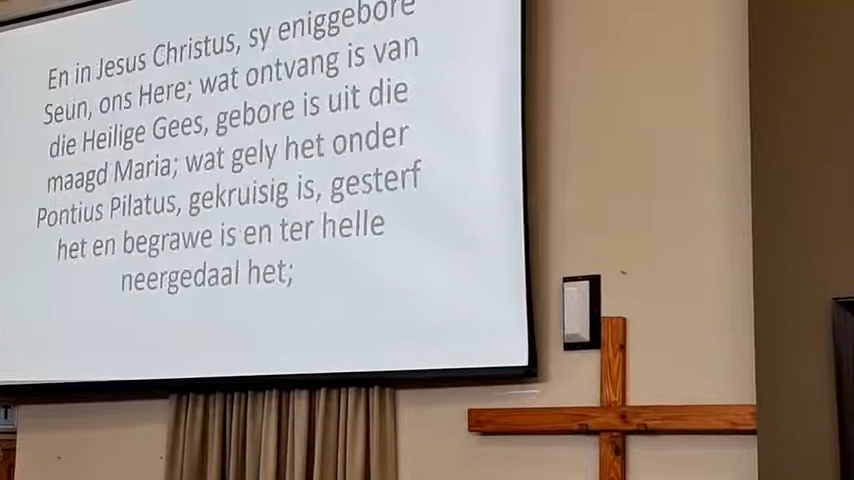 En in Jesus Christus, sy eniggebore
Seun, ons Here; wat ontvang is van
die Heilige Gees, gebore is uit die
maagd Maria; wat gely het onder
Pontius Pilatus, gekruisig is, gesterf
het en begrawe is en ter helle
neergedaal het;